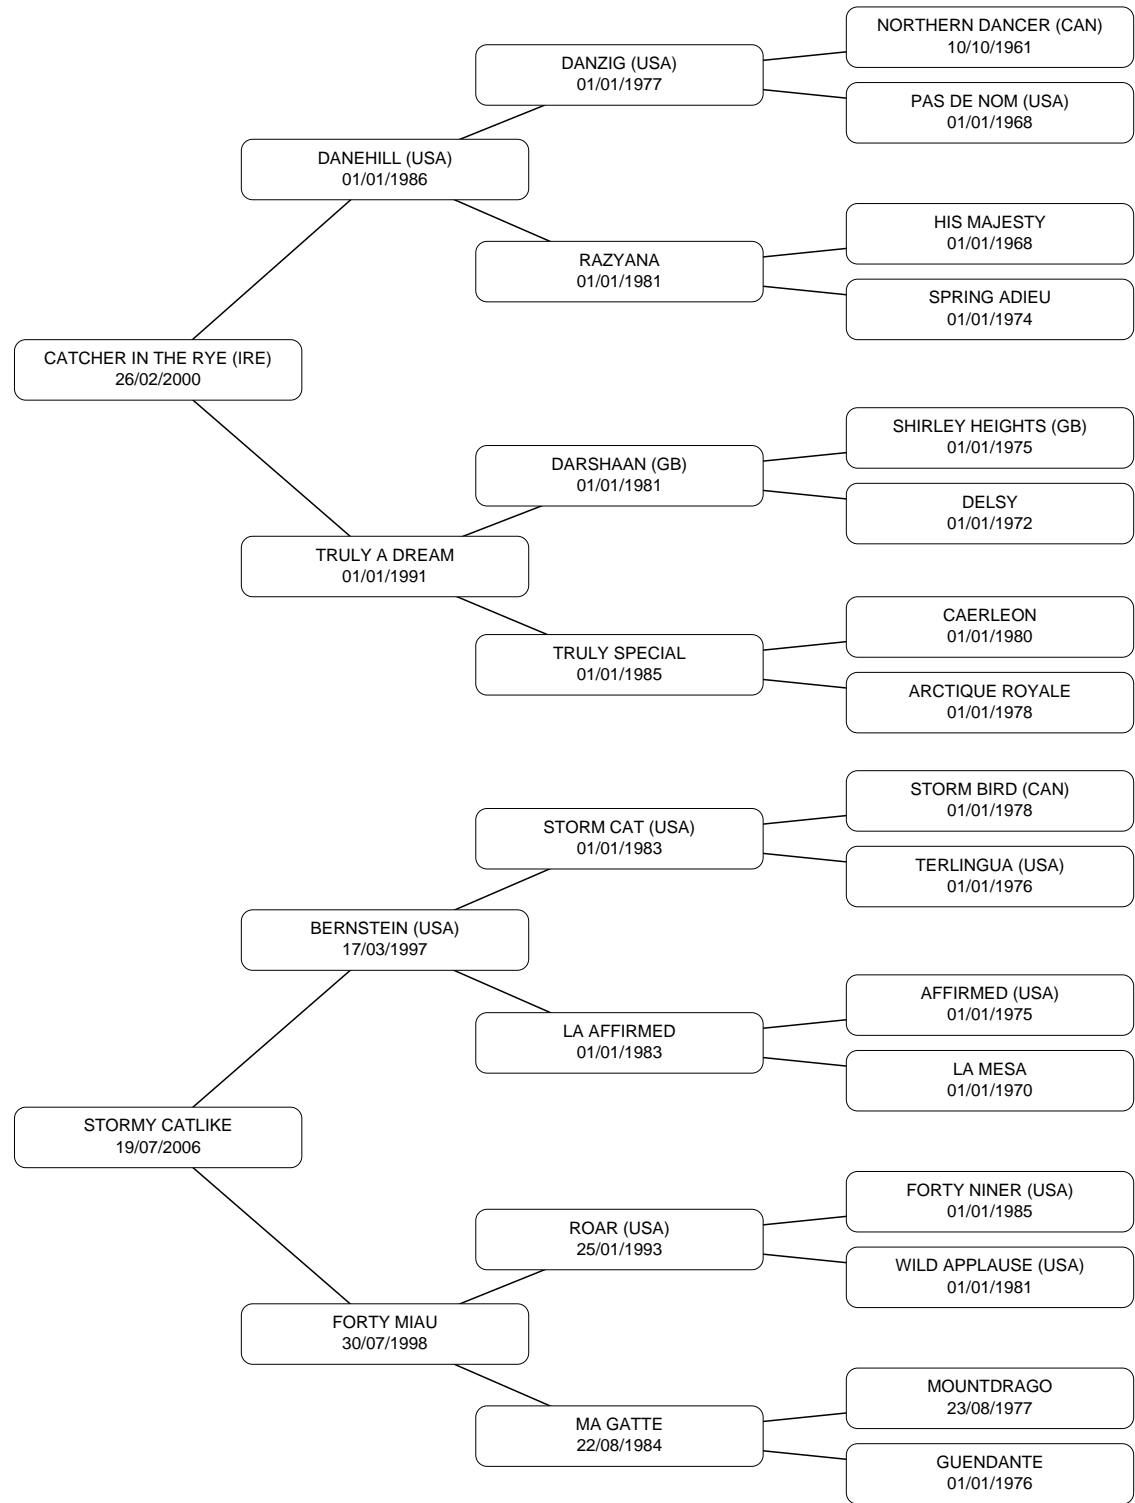 NORTHERN DANCER (CAN)
10/10/1961
DANZIG (USA)
01/01/1977
PAS DE NOM (USA)
01/01/1968
DANEHILL (USA)
01/01/1986
HIS MAJESTY
01/01/1968
RAZYANA
01/01/1981
SPRING ADIEU
01/01/1974
CATCHER IN THE RYE (IRE)
26/02/2000
SHIRLEY HEIGHTS (GB)
01/01/1975
DARSHAAN (GB)
01/01/1981
DELSY
01/01/1972
TRULY A DREAM
01/01/1991
CAERLEON
01/01/1980
TRULY SPECIAL
01/01/1985
ARCTIQUE ROYALE
01/01/1978
STORM BIRD (CAN)
01/01/1978
STORM CAT (USA)
01/01/1983
TERLINGUA (USA)
01/01/1976
BERNSTEIN (USA)
17/03/1997
AFFIRMED (USA)
01/01/1975
LA AFFIRMED
01/01/1983
LA MESA
01/01/1970
STORMY CATLIKE
19/07/2006
FORTY NINER (USA)
01/01/1985
ROAR (USA)
25/01/1993
WILD APPLAUSE (USA)
01/01/1981
FORTY MIAU
30/07/1998
MOUNTDRAGO
23/08/1977
MA GATTE
22/08/1984
GUENDANTE
01/01/1976